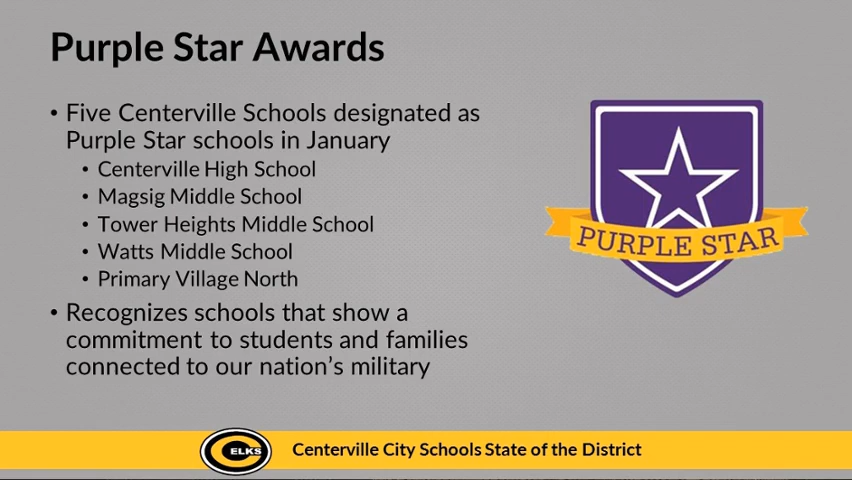 Purple Star Awards
• Five Centerville Schools designated as
Purple Star schools in January
• Centerville High School
• Magsig Middle School
• Tower Heights Middle School
• Watts Middle School
• Primary Village North
• Recognizes schools that show a
commitment to students and families
connected to our nation's military
PURPLE STAR
ELKS
Centerville City Schools State of the District